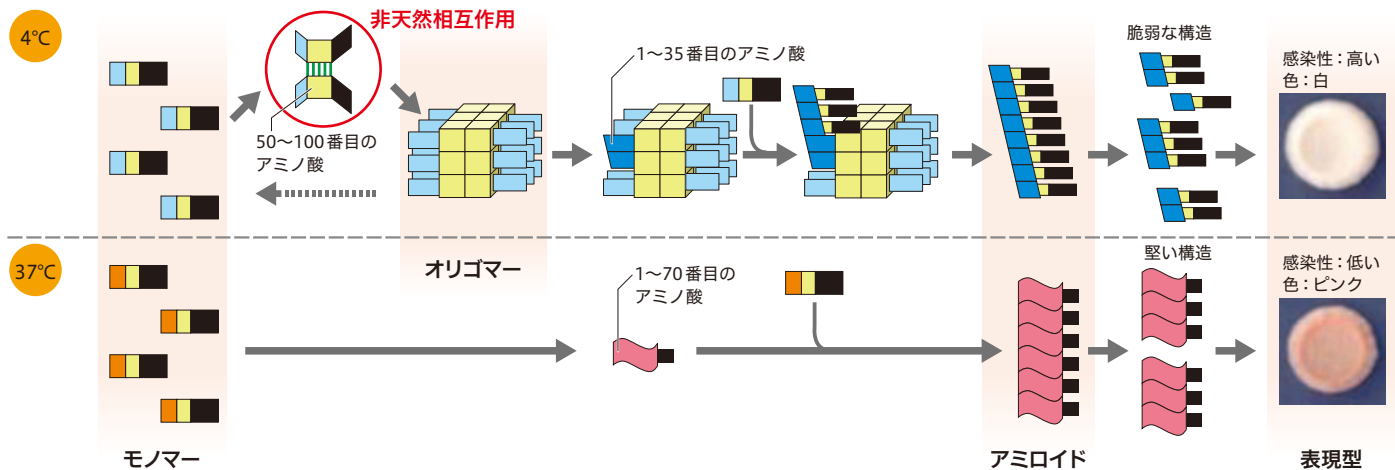 4℃
非天然相互作用
50〜100番目の
アミノ酸
1〜35番目のアミノ酸
脆弱な構造
感染性：高い
色：白
オリゴマー
37℃
1〜70番目の
アミノ酸
堅い構造
感染性：低い
色：ピンク
モノマー
アミロイド
表現型